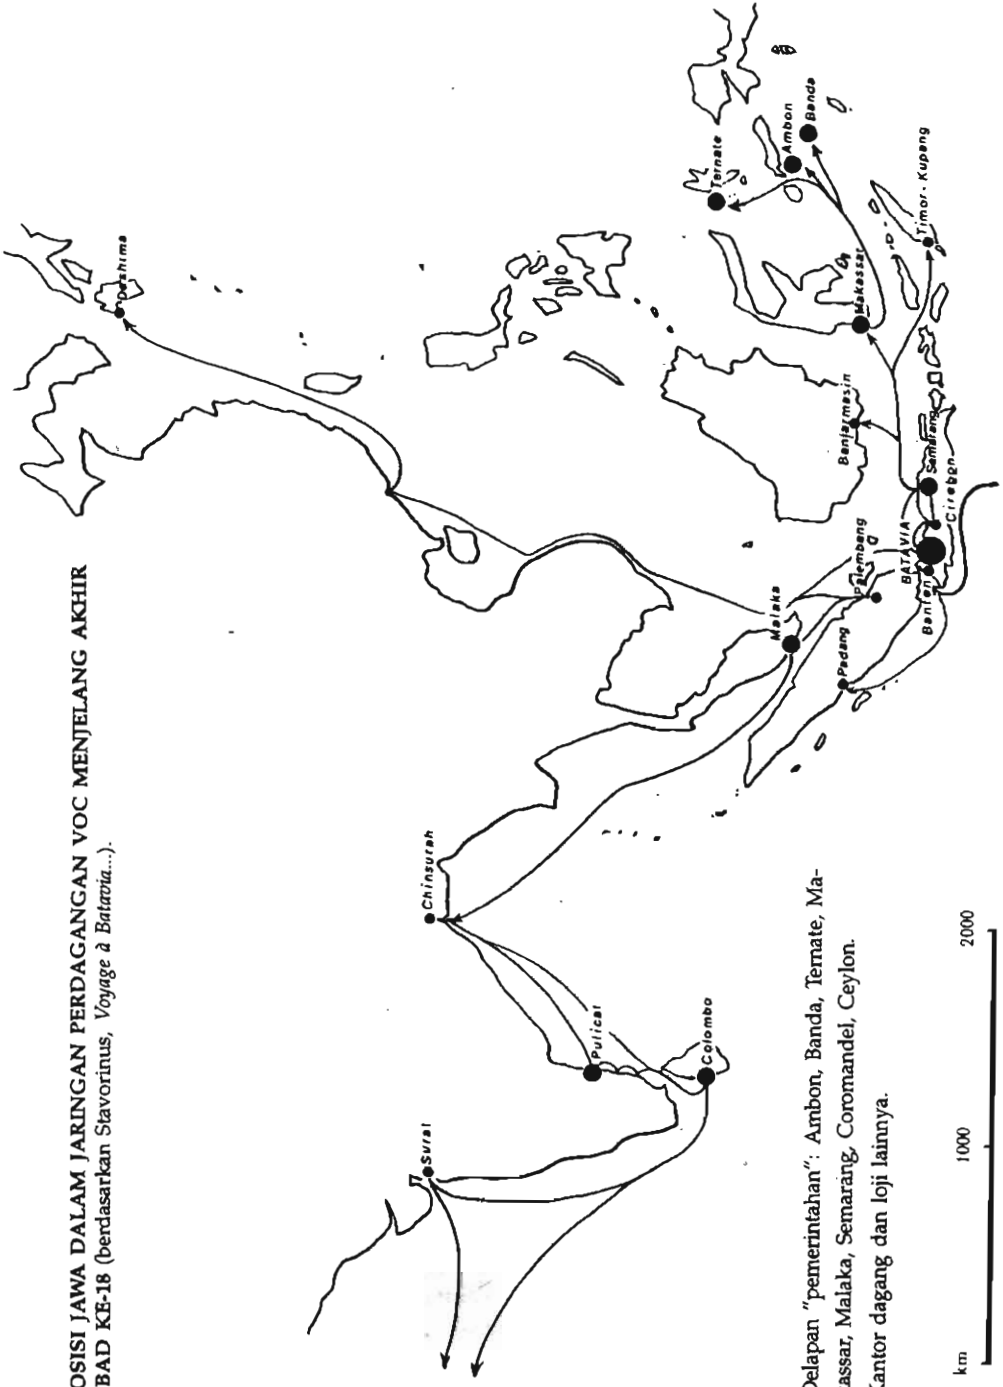 OSISI JAWA DALAM JARINGAN PERDAGANGAN VOC MENJELANG AKHIR
BAD KE-18 (berdasarkan Stavorinus, Voyage à Batavia...).
Deshima
Ternate
Ambon
Banda
Makassar
Timor-Kupang
Banjarmasin
Semarang
Cirebon
BATAVIA
Banten
Palembang
Padang
Malaka
Chinsurah
Pulicat
Colombo
Surat
Delapan "pemerintahan": Ambon, Banda, Ternate, Ma-
assar, Malaka, Semarang, Coromandel, Ceylon.
antor dagang dan loji lainnya.
km 1000 2000